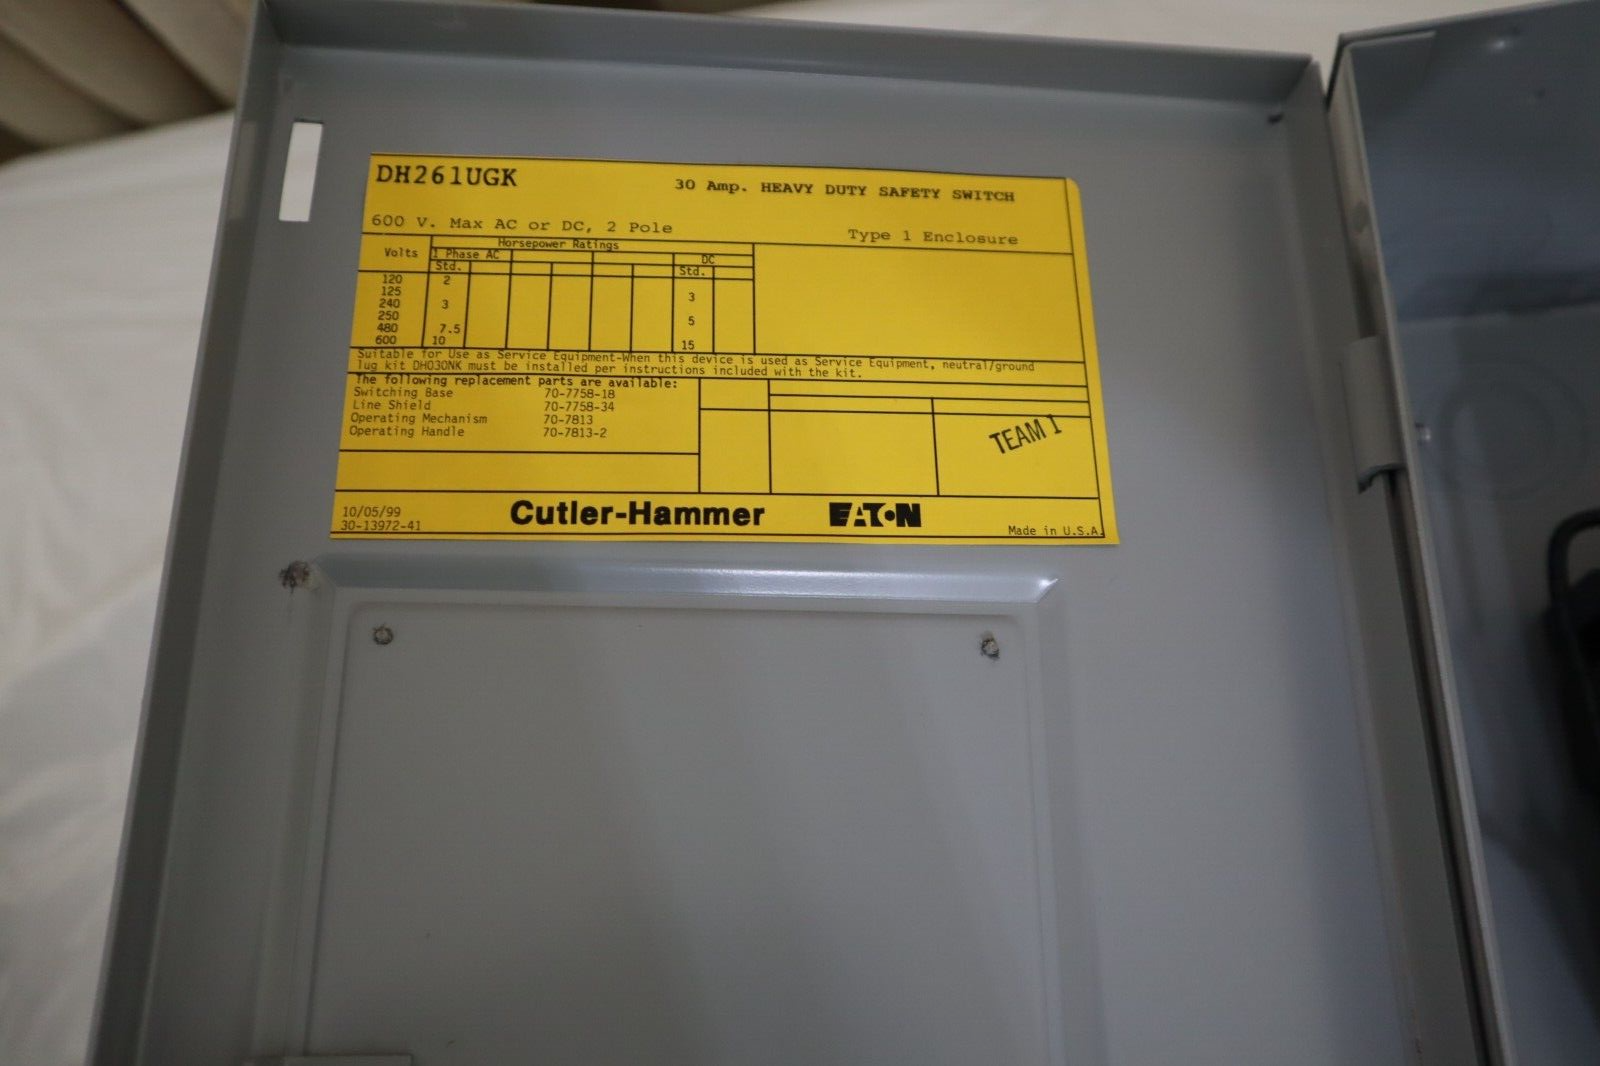 DH261UGK 30 Amp. HEAVY DUTY SAFETY SWITCH
600 V. Max AC or DC, 2 Pole Type 1 Enclosure
Volts Horsepower Ratings
1 Phase AC DC
Std. Std.
120 2
125 3
240 3
250 5
480 7.5
600 10 15
Suitable for Use as Service Equipment-When this device is used as Service Equipment, neutral/ground
lug kit DH030NK must be installed per instructions included with the kit.
The following replacement parts are available:
Switching Base 70-7758-18
Line Shield 70-7758-34
Operating Mechanism 70-7813
Operating Handle 70-7813-2
TEAM 1
10/05/99
30-13972-41
Cutler-Hammer EATON
Made in U.S.A.